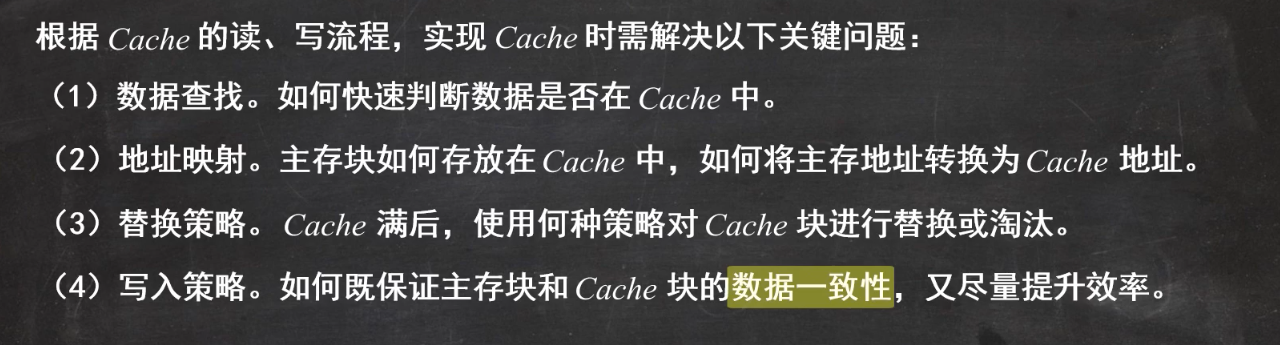 根据 Cache 的读、写流程，实现 Cache 时需解决以下关键问题：
（1）数据查找。如何快速判断数据是否在 Cache 中。
（2）地址映射。主存块如何存放在 Cache 中，如何将主存地址转换为 Cache 地址。
（3）替换策略。Cache 满后，使用何种策略对 Cache 块进行替换或淘汰。
（4）写入策略。如何既保证主存块和 Cache 块的数据一致性，又尽量提升效率。